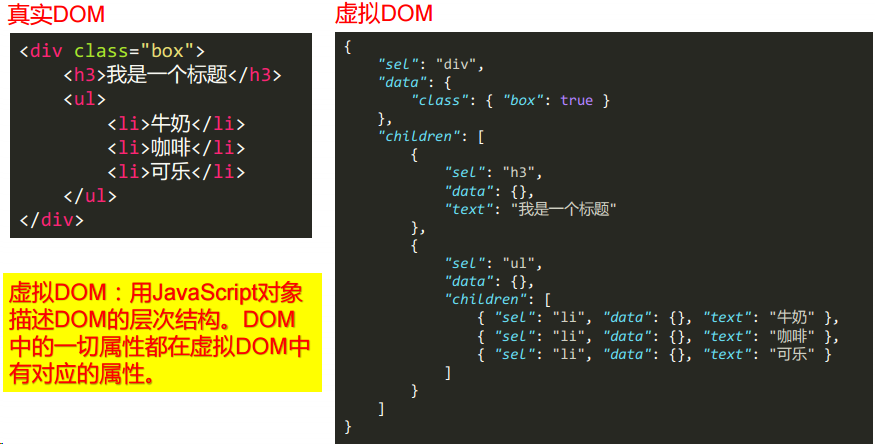 真实DOM
<div class="box">
    <h3>我是一个标题</h3>
    <ul>
        <li>牛奶</li>
        <li>咖啡</li>
        <li>可乐</li>
    </ul>
</div>
虚拟DOM：用JavaScript对象
描述DOM的层次结构。DOM
中的一切属性都在虚拟DOM中
有对应的属性。
虚拟DOM
{
    "sel": "div",
    "data": {
        "class": { "box": true }
    },
    "children": [
        {
            "sel": "h3",
            "data": {},
            "text": "我是一个标题"
        },
        {
            "sel": "ul",
            "data": {},
            "children": [
                { "sel": "li", "data": {}, "text": "牛奶" },
                { "sel": "li", "data": {}, "text": "咖啡" },
                { "sel": "li", "data": {}, "text": "可乐" }
            ]
        }
    ]
}